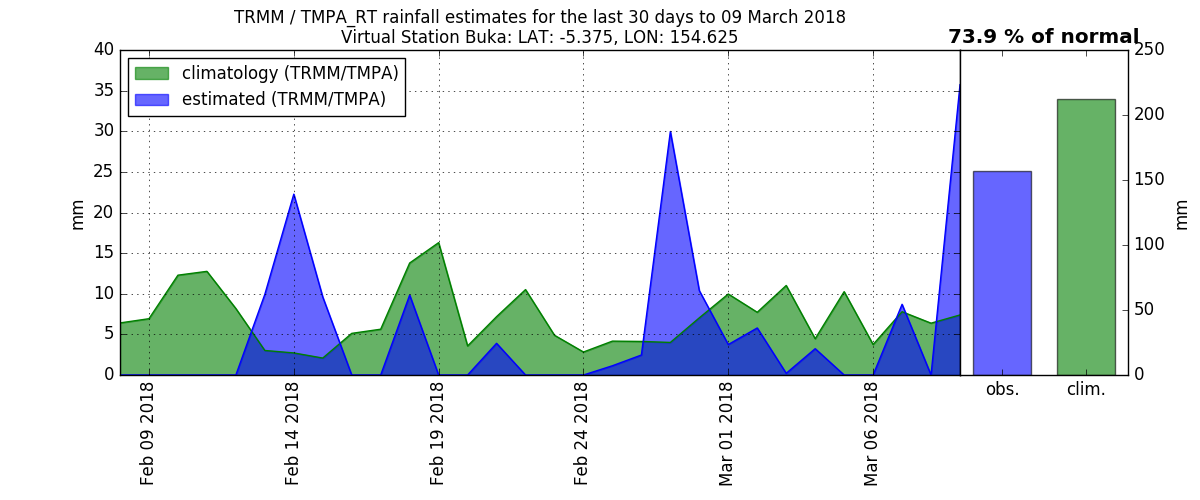 TRMM / TMPA_RT rainfall estimates for the last 30 days to 09 March 2018
Virtual Station Buka: LAT: -5.375, LON: 154.625
73.9 % of normal
climatology (TRMM/TMPA)
estimated (TRMM/TMPA)
mm
40
35
30
25
20
15
10
5
0
Feb 09 2018
Feb 14 2018
Feb 19 2018
Feb 24 2018
Mar 01 2018
Mar 06 2018
obs.
clim.
250
200
150
100
50
0
mm